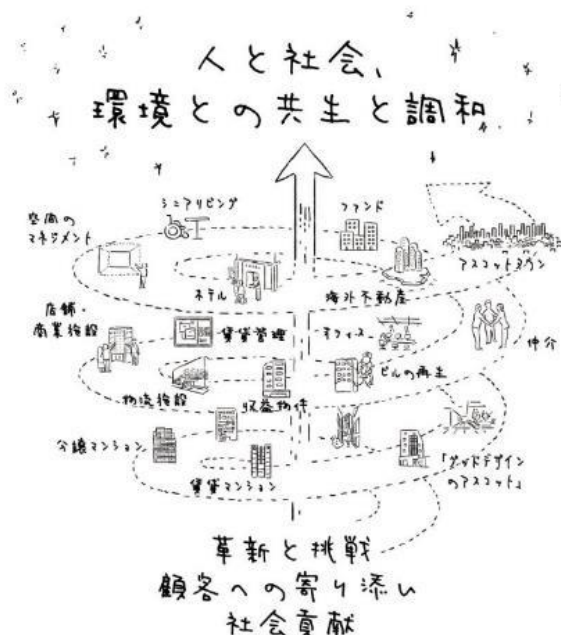 人と社会、
環境との共生と調和
シニアリビング
ファンド
空間の
マネジメント
アスコットタウン
ホテル
海外不動産
店舗・
商業施設
賃貸管理
オフィス
仲介
物流施設
収益物件
ビルの再生
分譲マンション
賃貸マンション
「グッドデザイン
のアスコット」
革新と挑戦
顧客への寄り添い
社会貢献